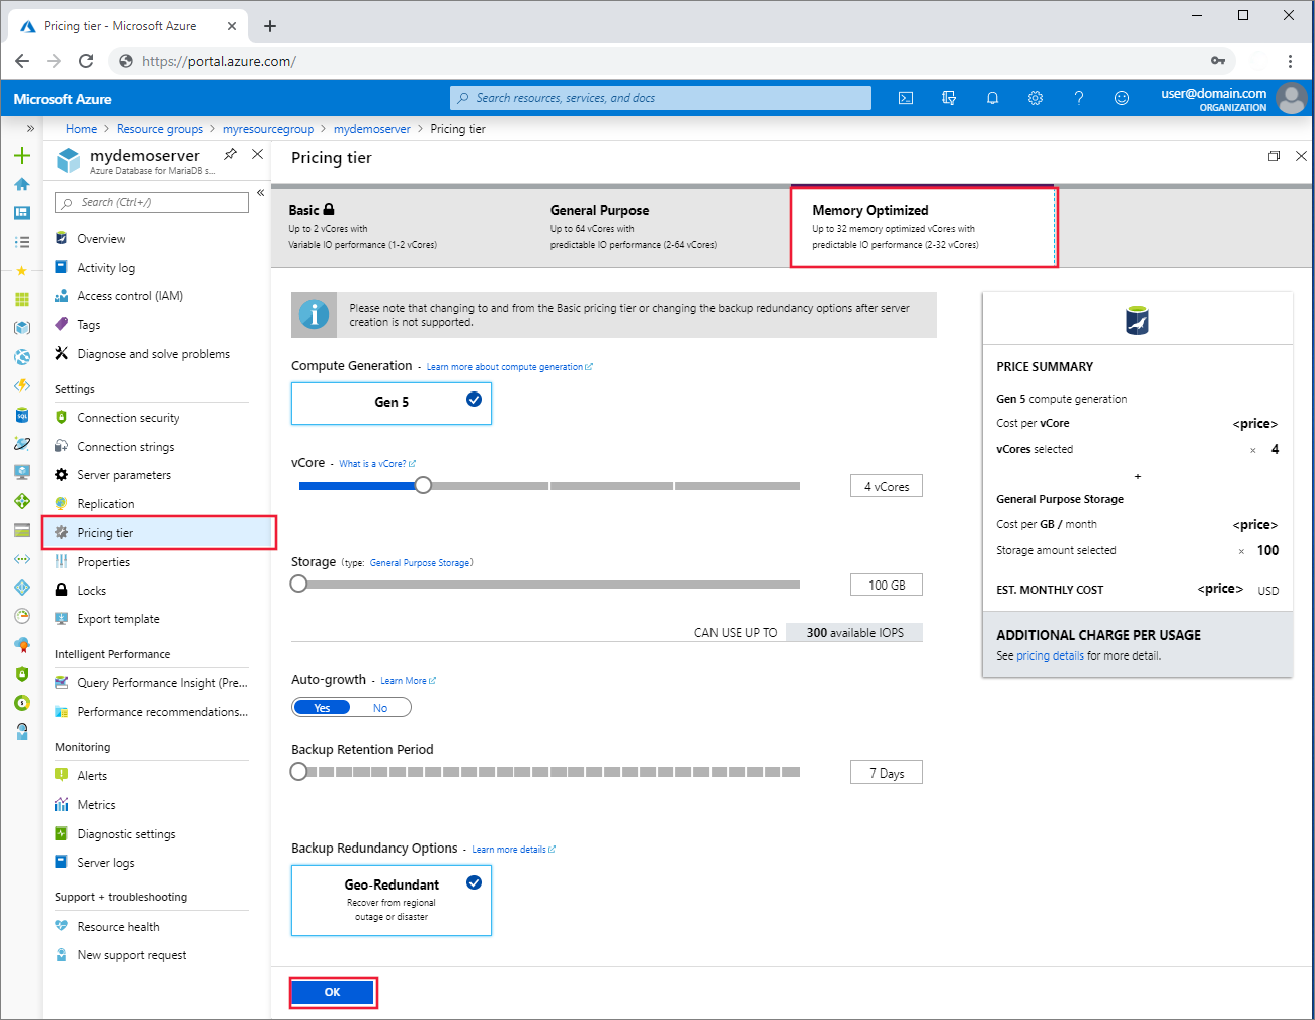 Pricing tier - Microsoft Azure
https://portal.azure.com/
Microsoft Azure
Search resources, services, and docs
user@domain.com
ORGANIZATION
Home > Resource groups > myresourcegroup > mydemoserver > Pricing tier
mydemoserver
Azure Database for MariaDB s...
Search (Ctrl+/)
Overview
Activity log
Access control (IAM)
Tags
Diagnose and solve problems
Settings
Connection security
Connection strings
Server parameters
Replication
Pricing tier
Properties
Locks
Export template
Intelligent Performance
Query Performance Insight (Pre...
Performance recommendations...
Monitoring
Alerts
Metrics
Diagnostic settings
Server logs
Support + troubleshooting
Resource health
New support request
Pricing tier
Basic
Up to 2 vCores with
Variable IO performance (1-2 vCores)
General Purpose
Up to 64 vCores with
predictable IO performance (2-64 vCores)
Memory Optimized
Up to 32 memory optimized vCores with
predictable IO performance (2-32 vCores)
Please note that changing to and from the Basic pricing tier or changing the backup redundancy options after server
creation is not supported.
Compute Generation - Learn more about compute generation
Gen 5
vCore - What is a vCore?
4 vCores
Storage (type: General Purpose Storage)
100 GB
CAN USE UP TO 300 available IOPS
Auto-growth - Learn More
Yes No
Backup Retention Period
7 Days
Backup Redundancy Options - Learn more details
Geo-Redundant
Recover from regional
outage or disaster
OK
PRICE SUMMARY
Gen 5 compute generation
Cost per vCore <price>
vCores selected × 4
+
General Purpose Storage
Cost per GB / month <price>
Storage amount selected × 100
EST. MONTHLY COST <price> USD
ADDITIONAL CHARGE PER USAGE
See pricing details for more detail.